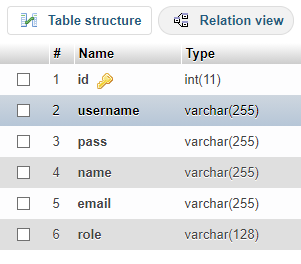 Table structure Relation view
# Name Type
1 id int(11)
2 username varchar(255)
3 pass varchar(255)
4 name varchar(255)
5 email varchar(255)
6 role varchar(128)